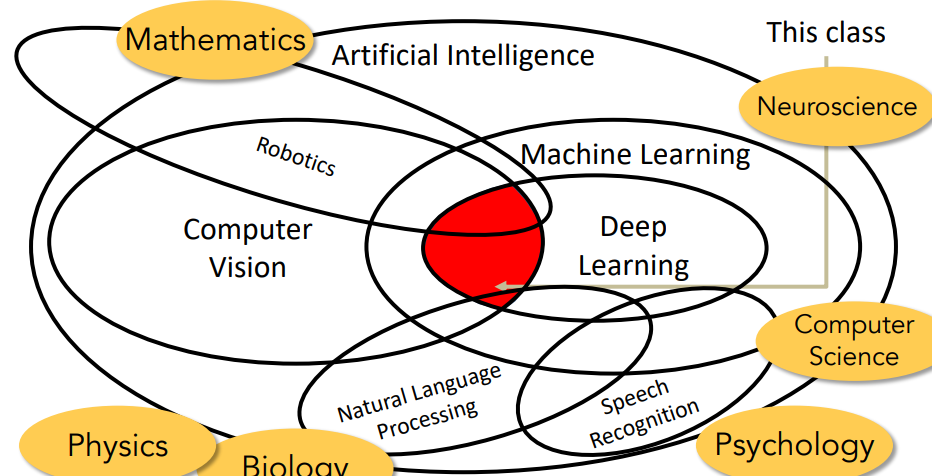 This class
Mathematics
Artificial Intelligence
Neuroscience
Robotics
Machine Learning
Computer
Vision
Deep
Learning
Computer
Science
Natural Language
Processing
Speech
Recognition
Physics
Biology
Psychology